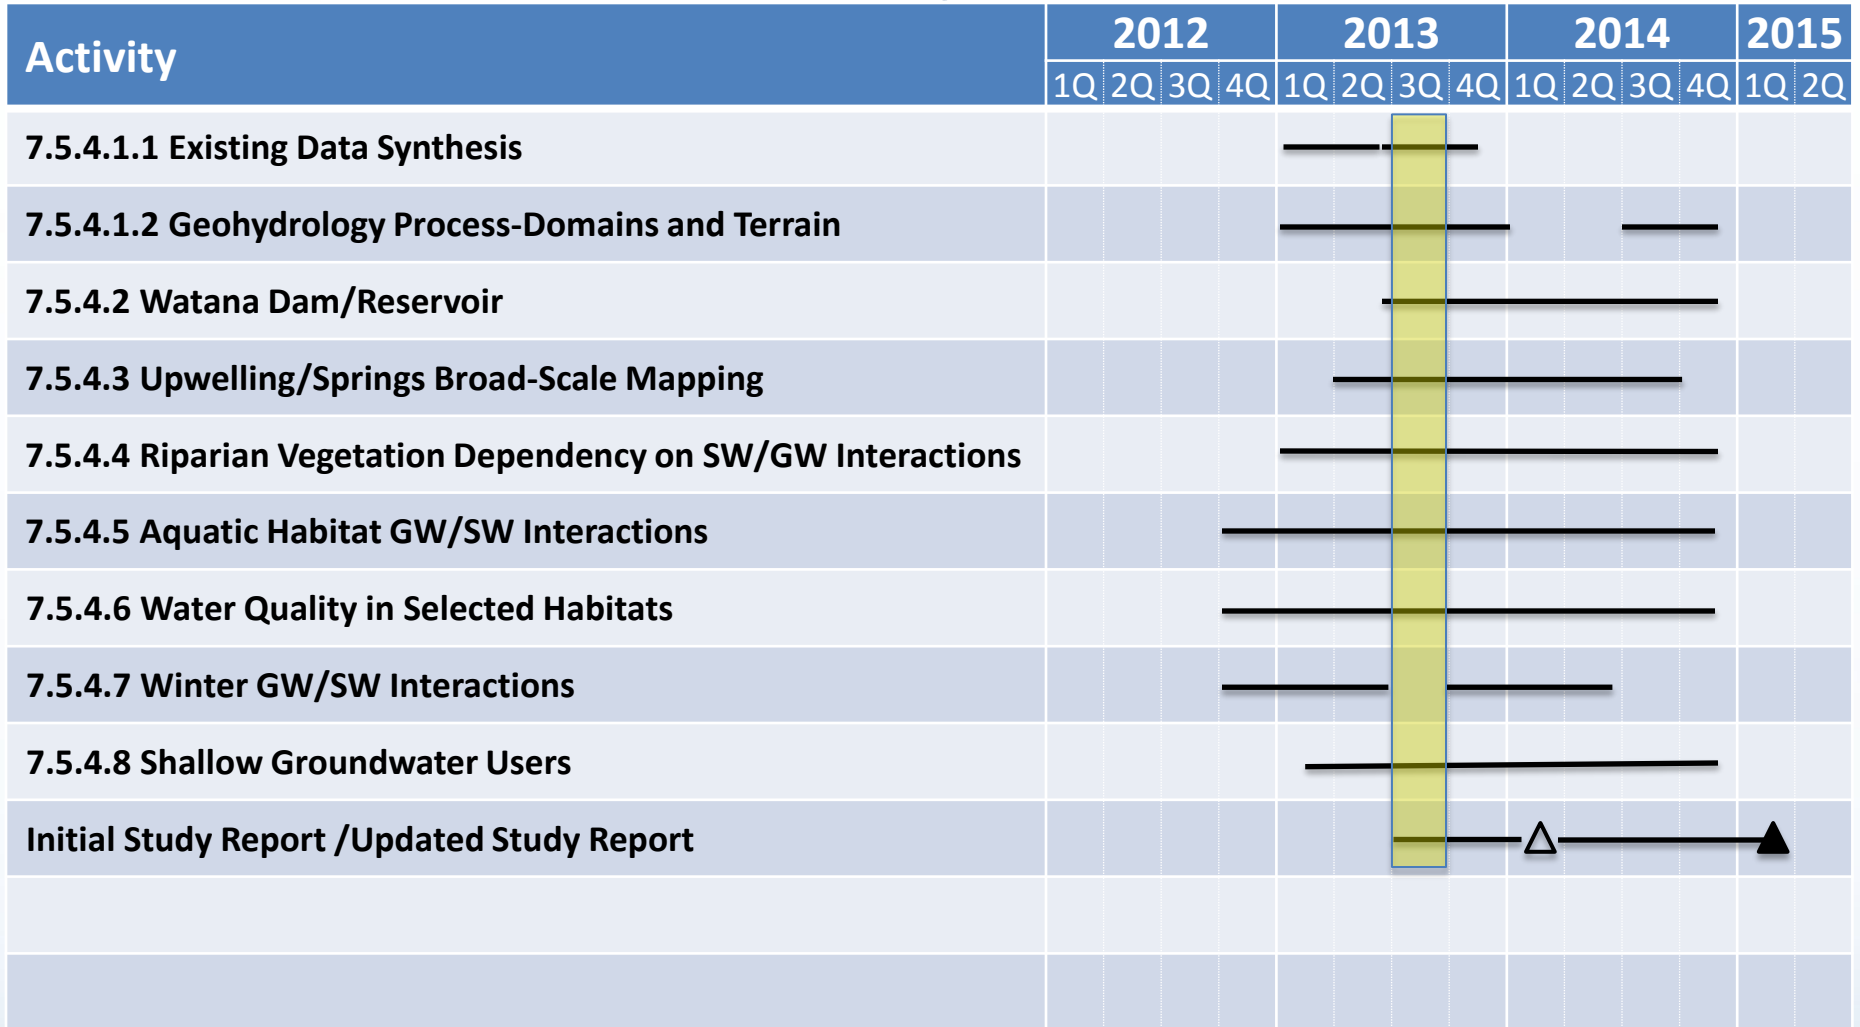 Activity
2012 2013 2014 2015
1Q 2Q 3Q 4Q 1Q 2Q 3Q 4Q 1Q 2Q 3Q 4Q 1Q 2Q
7.5.4.1.1 Existing Data Synthesis
7.5.4.1.2 Geohydrology Process-Domains and Terrain
7.5.4.2 Watana Dam/Reservoir
7.5.4.3 Upwelling/Springs Broad-Scale Mapping
7.5.4.4 Riparian Vegetation Dependency on SW/GW Interactions
7.5.4.5 Aquatic Habitat GW/SW Interactions
7.5.4.6 Water Quality in Selected Habitats
7.5.4.7 Winter GW/SW Interactions
7.5.4.8 Shallow Groundwater Users
Initial Study Report /Updated Study Report